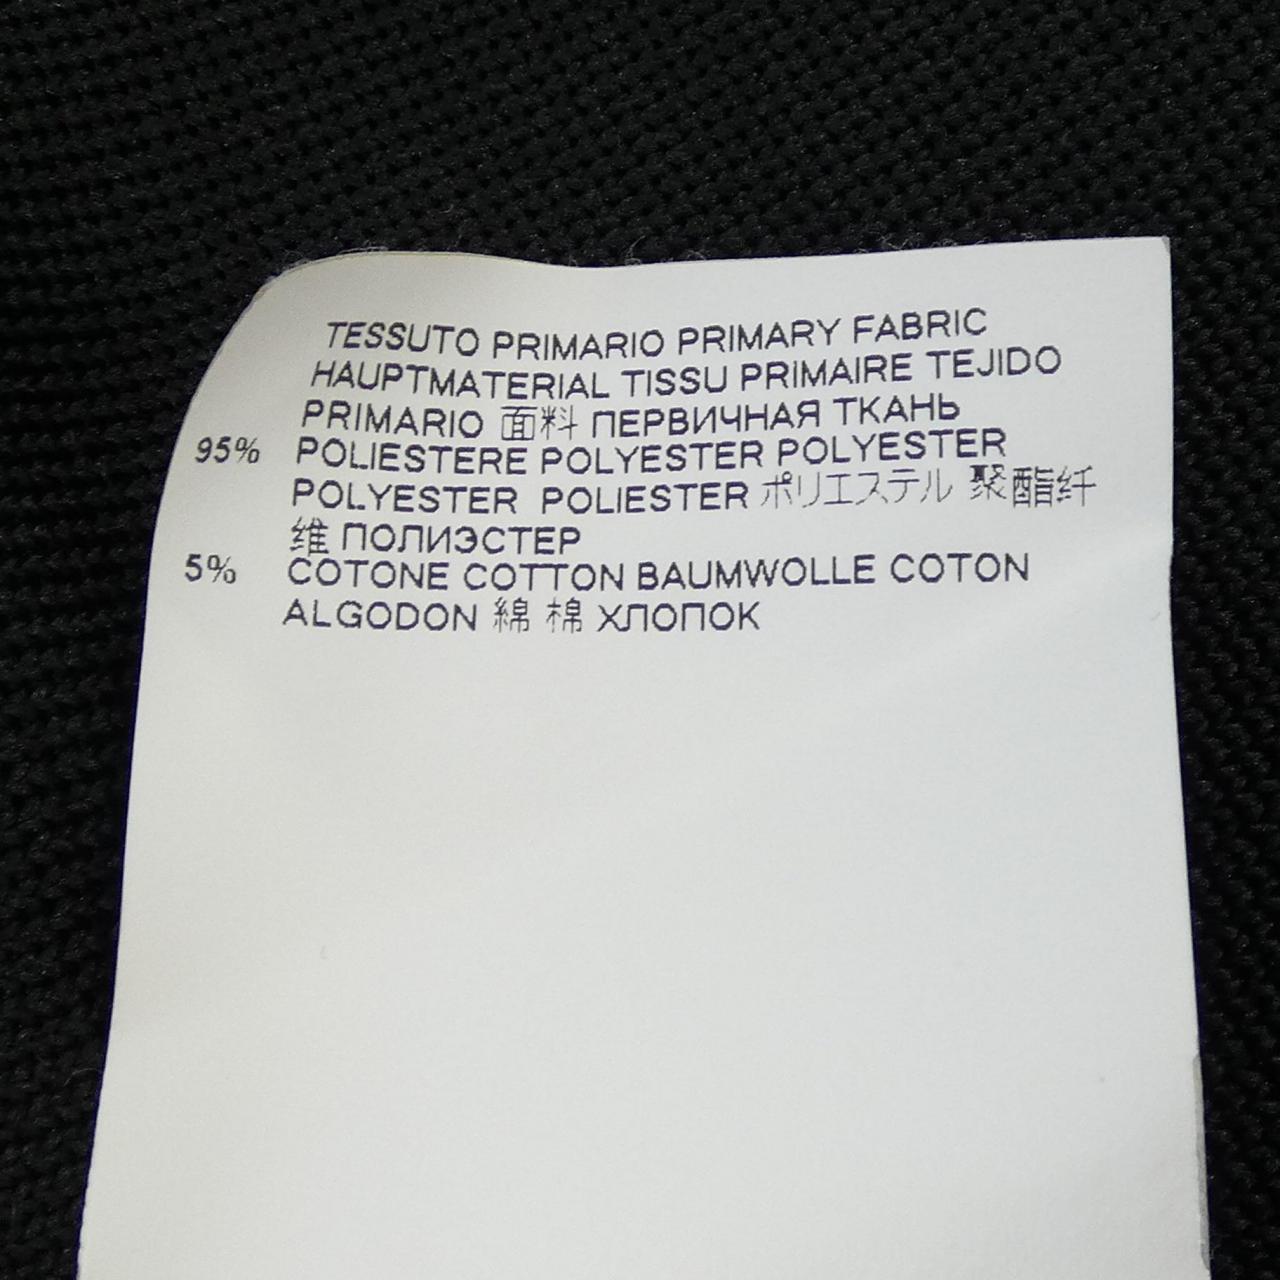 TESSUTO PRIMARIO PRIMARY FABRIC
HAUPTMATERIAL TISSU PRIMAIRE TEJIDO
PRIMARIO 面料 ПЕРВИЧНАЯ ТКАНЬ
95% POLIESTERE POLYESTER POLYESTER
POLYESTER POLIESTER ポリエステル 聚酯纤
维 ПОЛИЭСТЕР
5% COTONE COTTON BAUMWOLLE COTON
ALGODON 綿 棉 ХЛОПОК